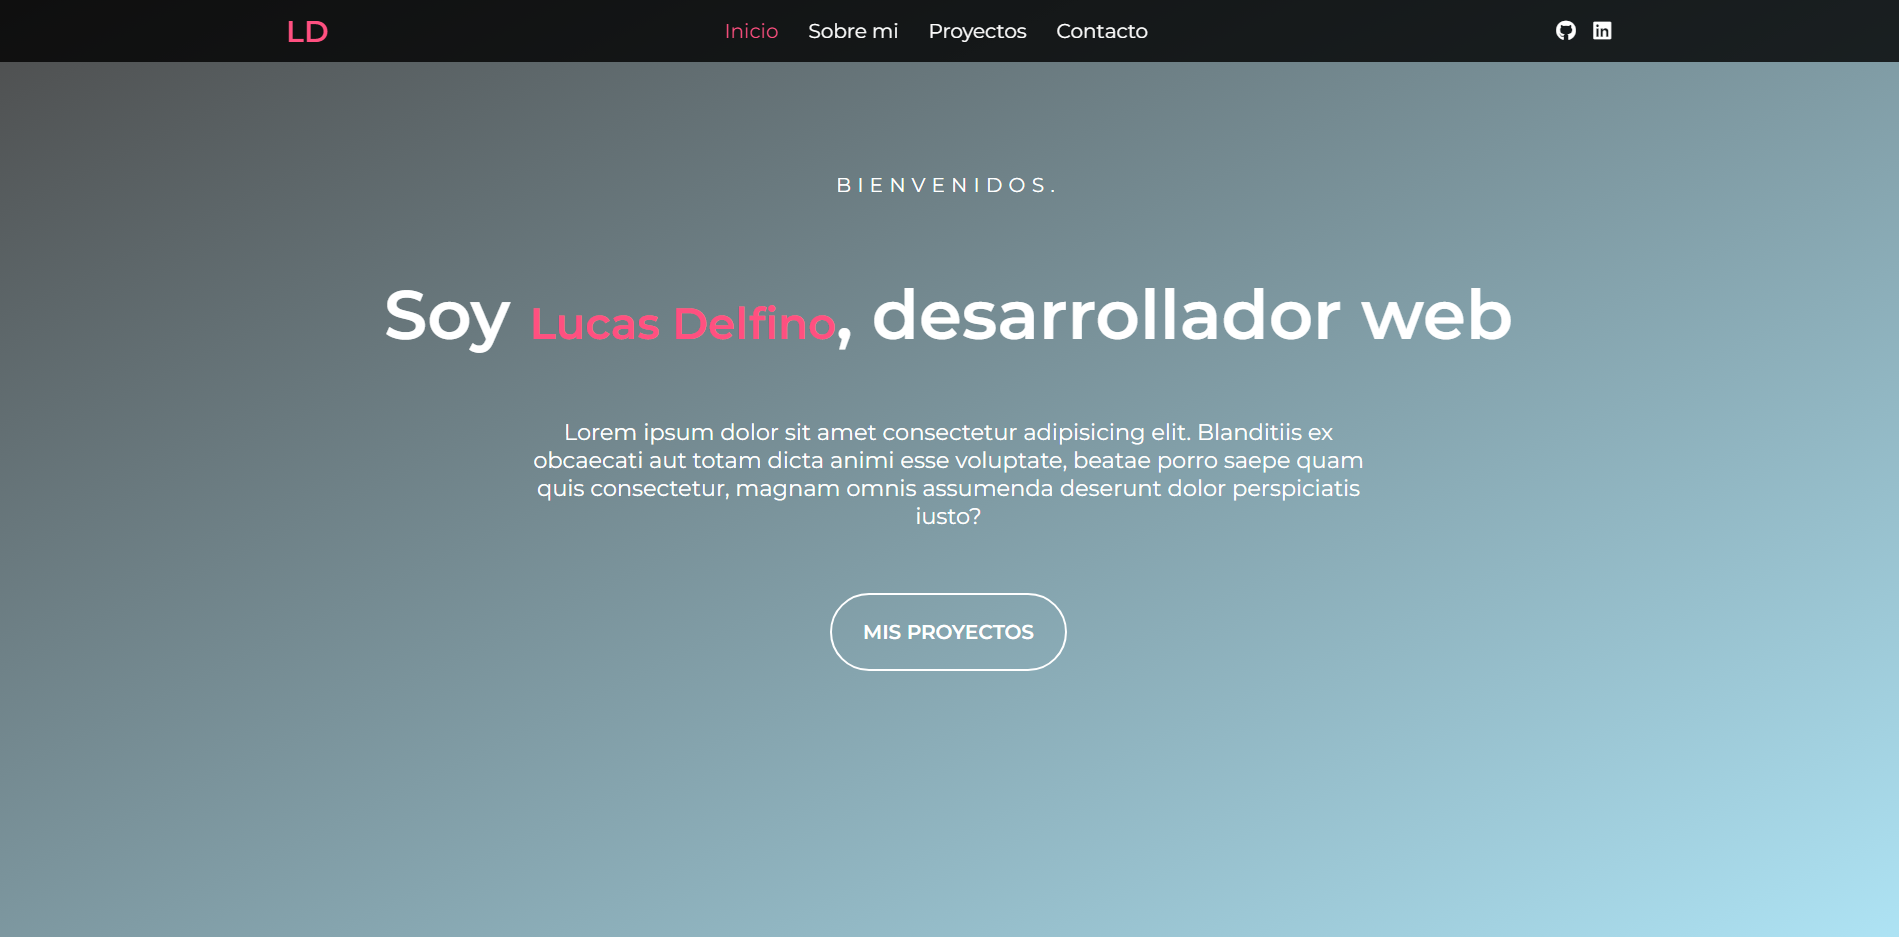 LD
Inicio Sobre mi Proyectos Contacto
BIENVENIDOS.
Soy Lucas Delfino, desarrollador web
Lorem ipsum dolor sit amet consectetur adipisicing elit. Blanditiis ex
obcaecati aut totam dicta animi esse voluptate, beatae porro saepe quam
quis consectetur, magnam omnis assumenda deserunt dolor perspiciatis
iusto?
MIS PROYECTOS